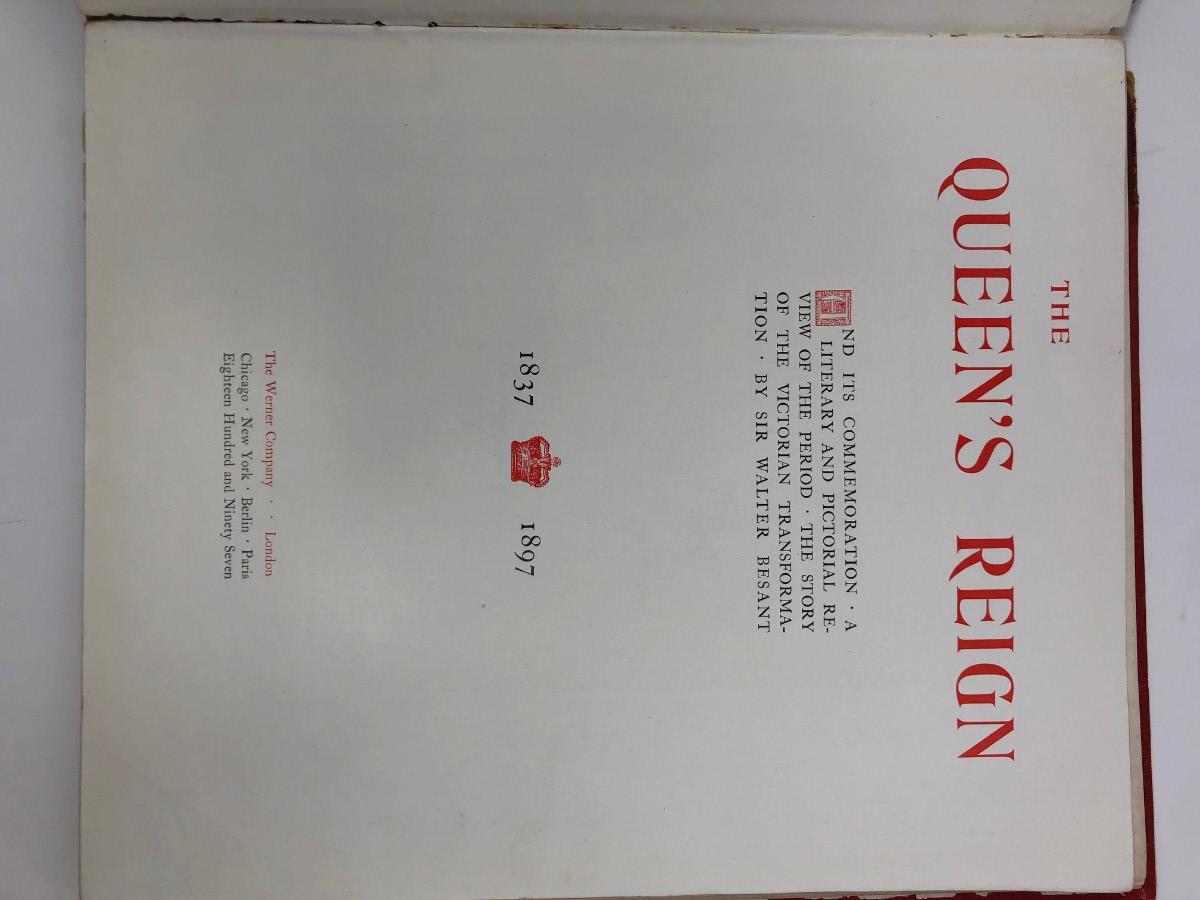 THE
QUEEN'S REIGN
AND ITS COMMEMORATION · A
LITERARY AND PICTORIAL RE-
VIEW OF THE PERIOD · THE STORY
OF THE VICTORIAN TRANSFORMA-
TION · BY SIR WALTER BESANT
1837 1897
The Werner Company · · London
Chicago · New York · Berlin · Paris
Eighteen Hundred and Ninety Seven